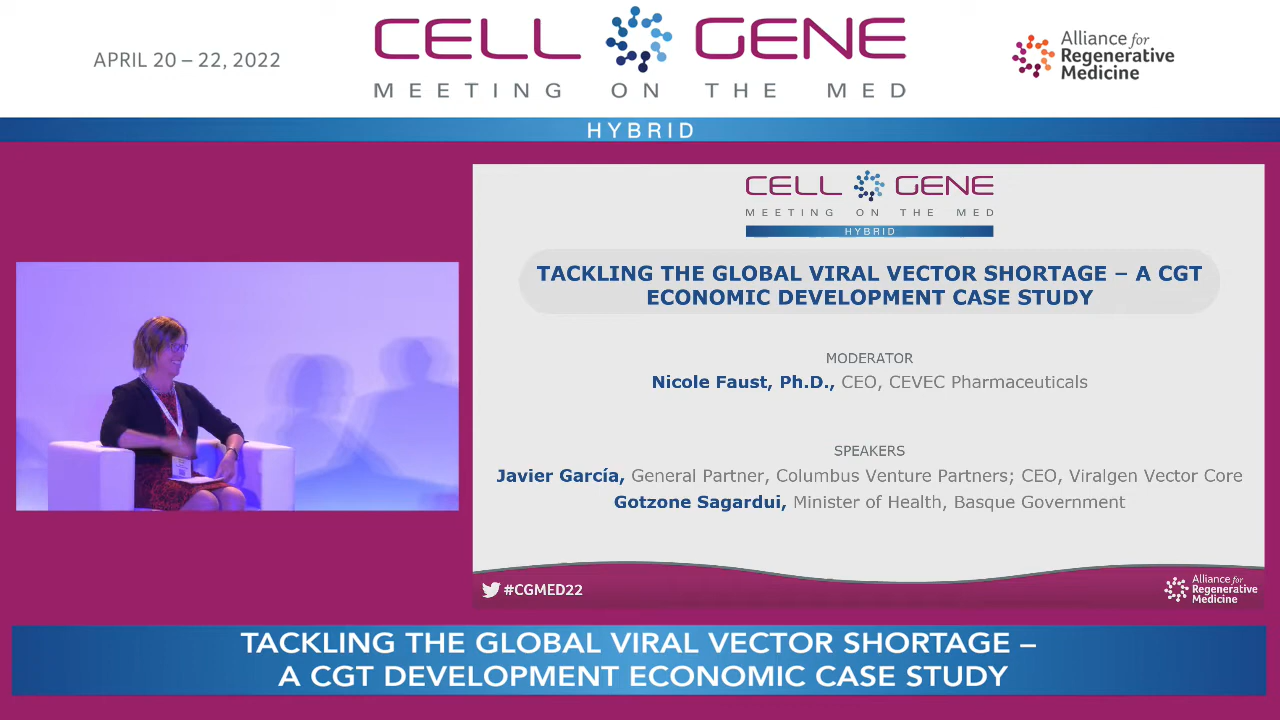 APRIL 20 – 22, 2022
CELL GENE
MEETING ON THE MED
Alliance for
Regenerative
Medicine
HYBRID
CELL GENE
MEETING ON THE MED
HYBRID
TACKLING THE GLOBAL VIRAL VECTOR SHORTAGE – A CGT
ECONOMIC DEVELOPMENT CASE STUDY
MODERATOR
Nicole Faust, Ph.D., CEO, CEVEC Pharmaceuticals
SPEAKERS
Javier García, General Partner, Columbus Venture Partners; CEO, Viralgen Vector Core
Gotzone Sagardui, Minister of Health, Basque Government
#CGMED22
Alliance for
Regenerative
Medicine
TACKLING THE GLOBAL VIRAL VECTOR SHORTAGE –
A CGT DEVELOPMENT ECONOMIC CASE STUDY